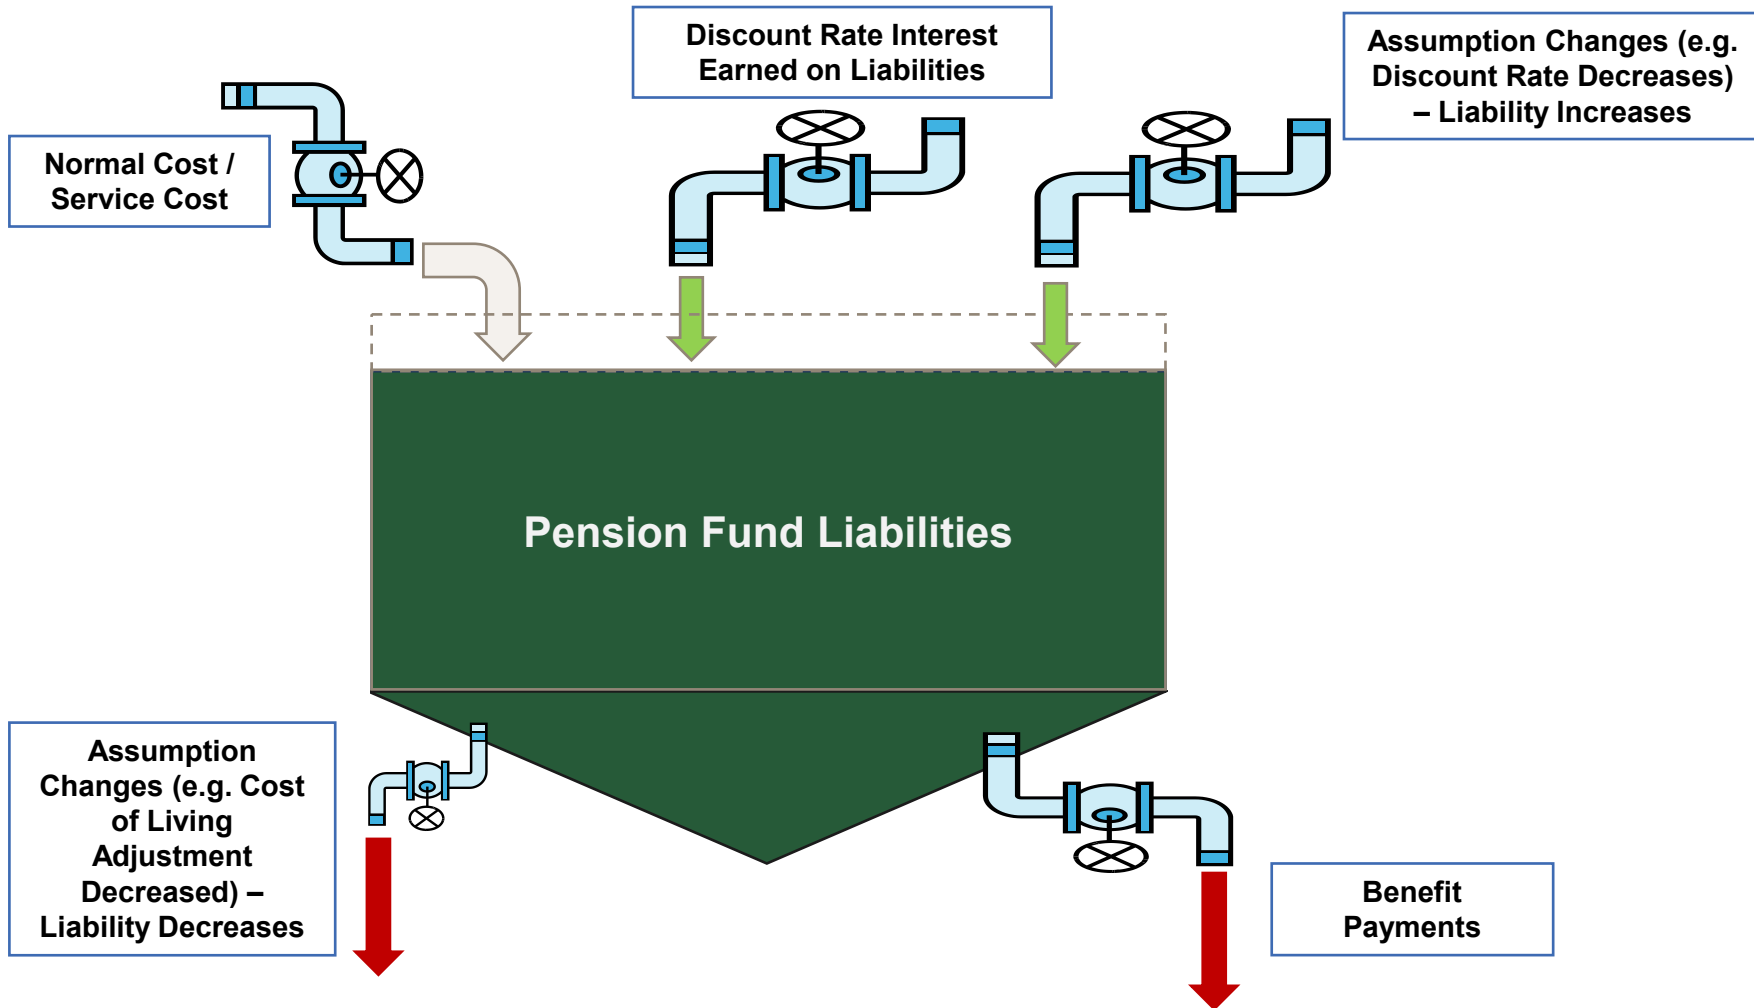 Discount Rate Interest
Earned on Liabilities
Assumption Changes (e.g.
Discount Rate Decreases)
– Liability Increases
Normal Cost /
Service Cost
Pension Fund Liabilities
Assumption
Changes (e.g. Cost
of Living
Adjustment
Decreased) –
Liability Decreases
Benefit
Payments